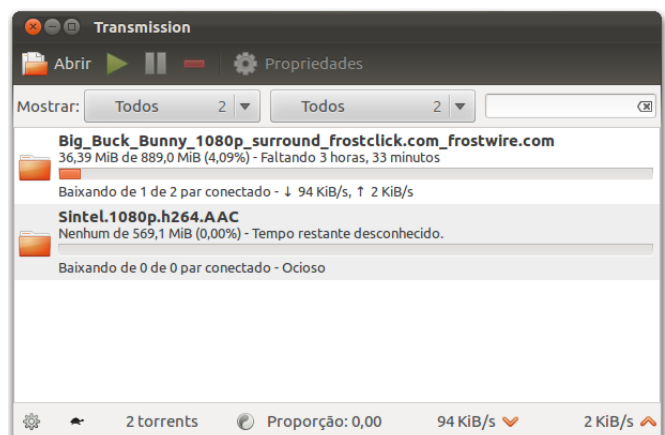 Transmission
Abrir Propriedades
Mostrar: Todos 2 Todos 2
Big_Buck_Bunny_1080p_surround_frostclick.com_frostwire.com
36,39 MiB de 889,0 MiB (4,09%) - Faltando 3 horas, 33 minutos
Baixando de 1 de 2 par conectado - ↓ 94 KiB/s, ↑ 2 KiB/s
Sintel.1080p.h264.AAC
Nenhum de 569,1 MiB (0,00%) - Tempo restante desconhecido.
Baixando de 0 de 0 par conectado - Ocioso
2 torrents Proporção: 0,00 94 KiB/s 2 KiB/s